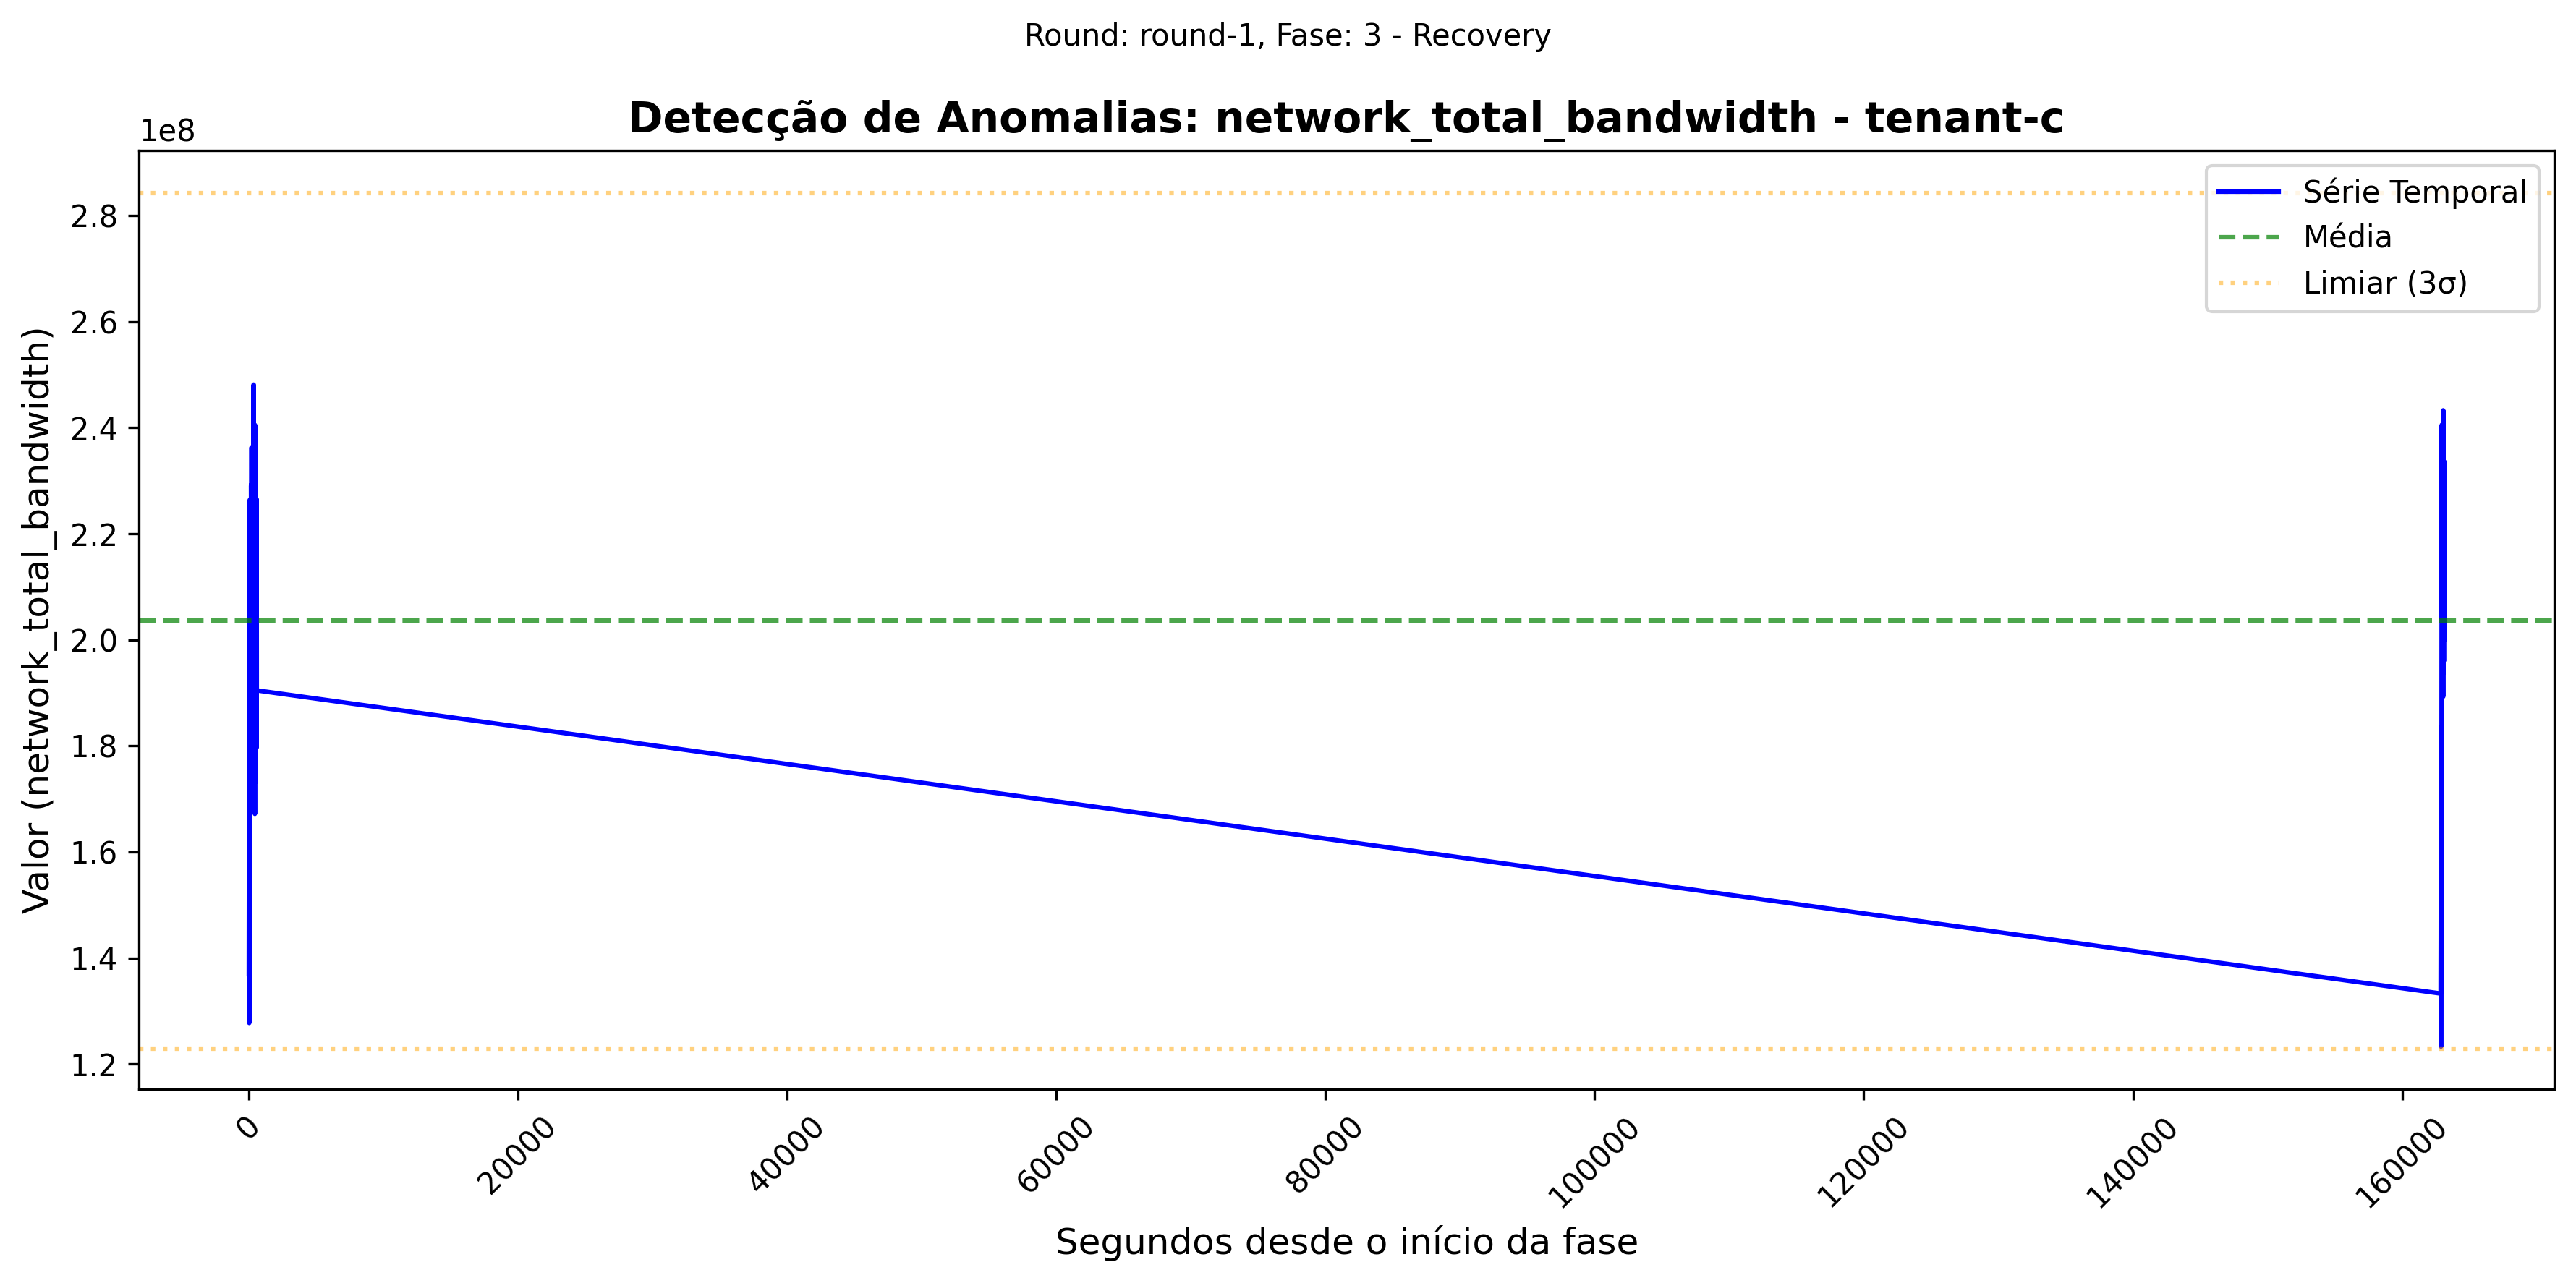 Round: round-1, Fase: 3 - Recovery
Detecção de Anomalias: network_total_bandwidth - tenant-c
1e8
Série Temporal
Média
Limiar (3σ)
Valor (network_total_bandwidth)
2.8
2.6
2.4
2.2
2.0
1.8
1.6
1.4
1.2
0
20000
40000
60000
80000
100000
120000
140000
160000
Segundos desde o início da fase